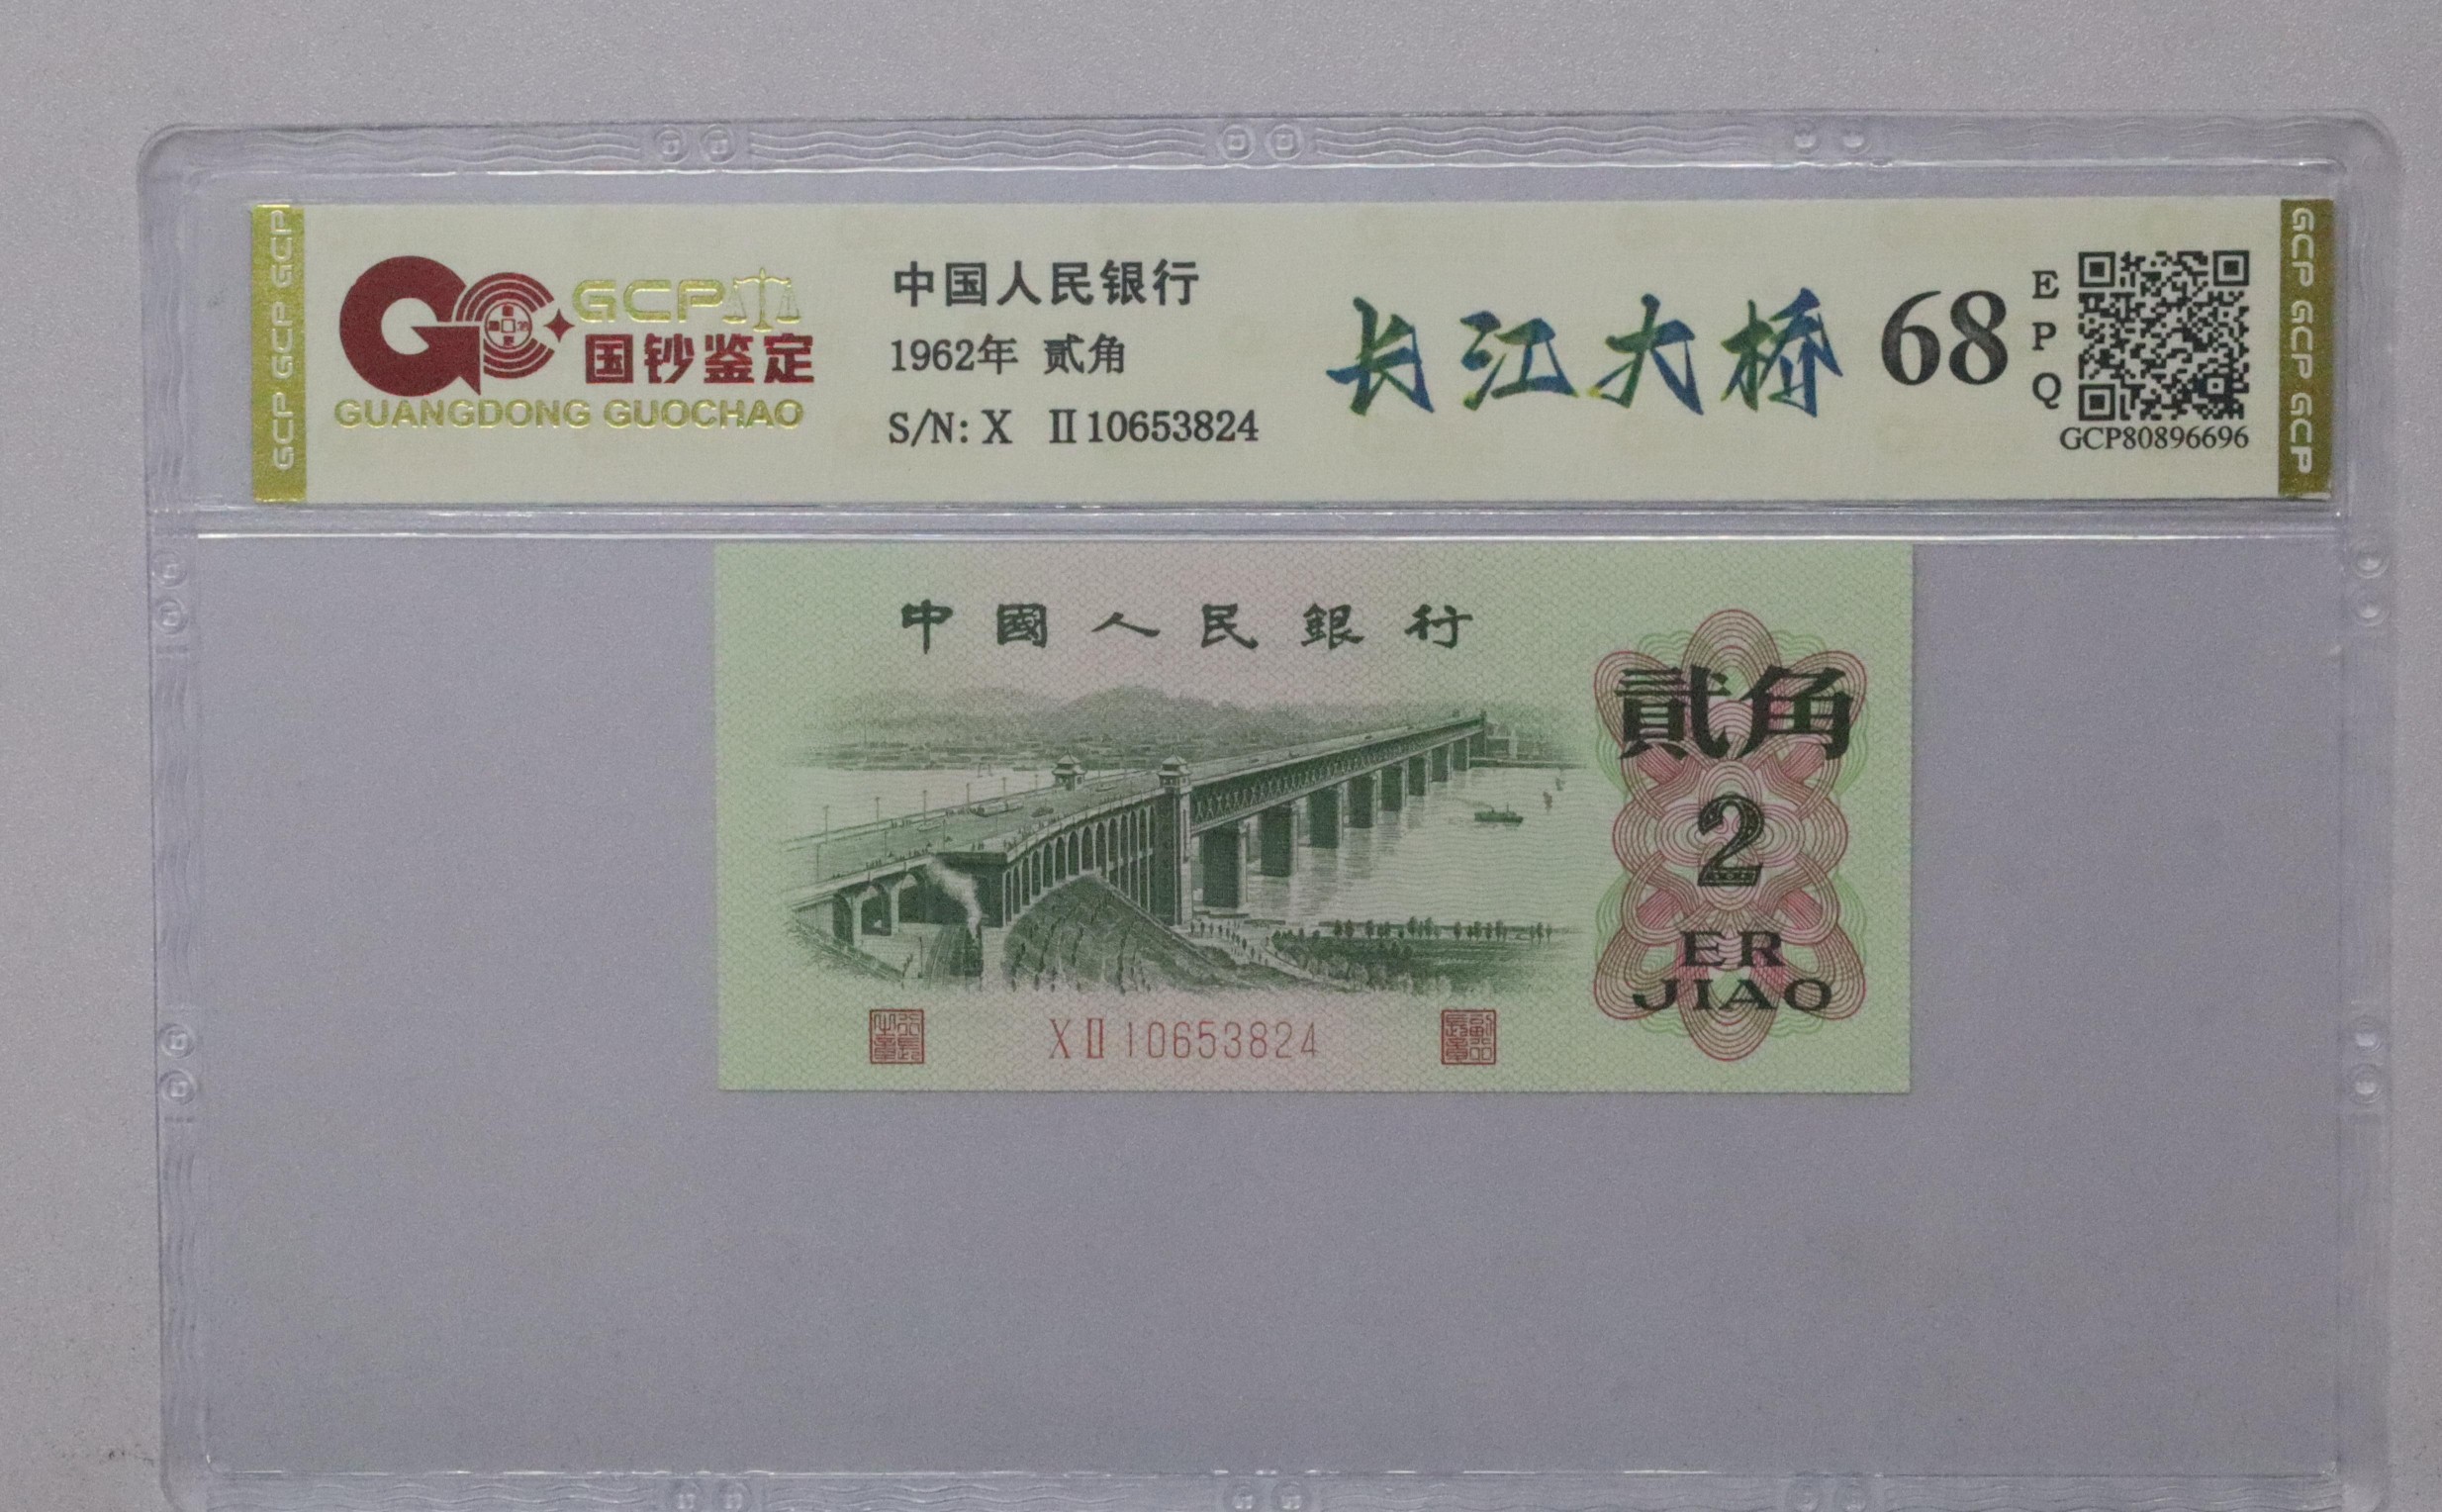 GCP GCP GCP
GCP
国钞鉴定
GUANGDONG GUOCHAO
中国人民银行
1962年 贰角
S/N: X Ⅱ10653824
长江大桥
68
EPQ
GCP80896696
GCP GCP GCP
中國人民銀行
貳角
2
ER
JIAO
XⅡ10653824